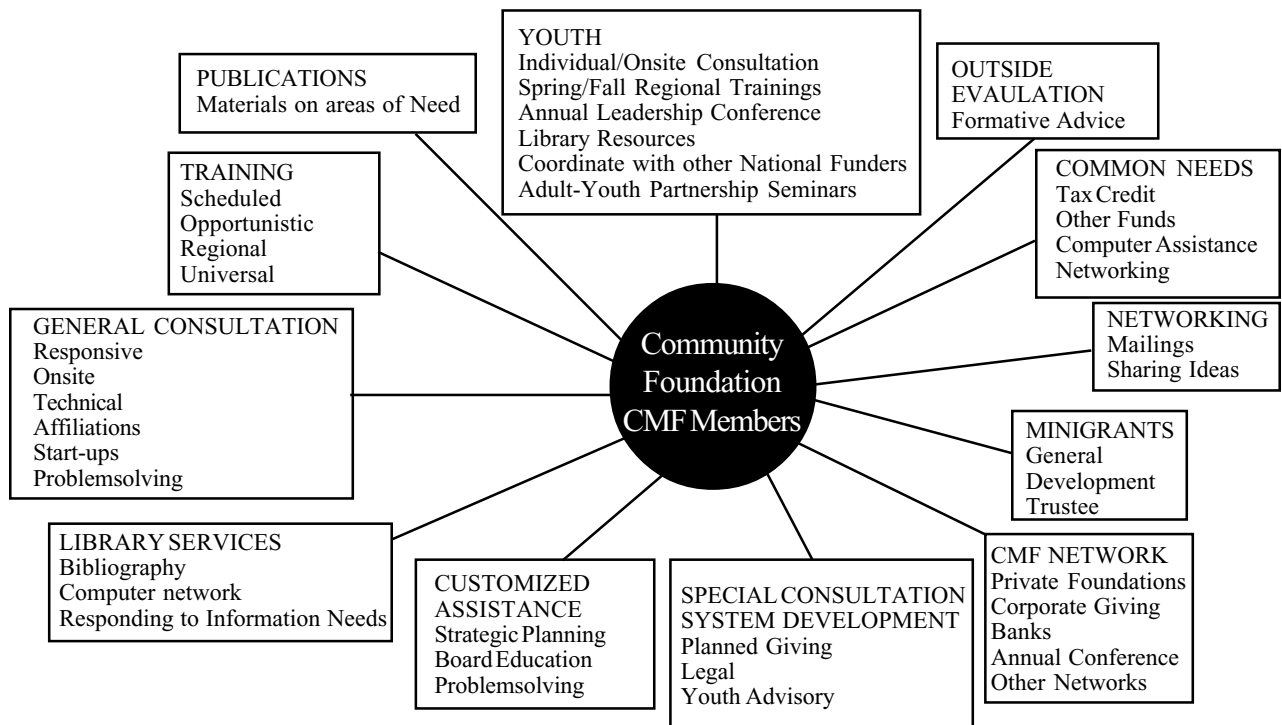 YOUTH
Individual/Onsite Consultation
Spring/Fall Regional Trainings
Annual Leadership Conference
Library Resources
Coordinate with other National Funders
Adult-Youth Partnership Seminars
PUBLICATIONS
Materials on areas of Need
OUTSIDE
EVAULATION
Formative Advice
TRAINING
Scheduled
Opportunistic
Regional
Universal
COMMON NEEDS
Tax Credit
Other Funds
Computer Assistance
Networking
GENERAL CONSULTATION
Responsive
Onsite
Technical
Affiliations
Start-ups
Problemsolving
Community
Foundation
CMF Members
NETWORKING
Mailings
Sharing Ideas
MINIGRANTS
General
Development
Trustee
LIBRARY SERVICES
Bibliography
Computer network
Responding to Information Needs
CUSTOMIZED
ASSISTANCE
Strategic Planning
Board Education
Problemsolving
SPECIAL CONSULTATION
SYSTEM DEVELOPMENT
Planned Giving
Legal
Youth Advisory
CMF NETWORK
Private Foundations
Corporate Giving
Banks
Annual Conference
Other Networks